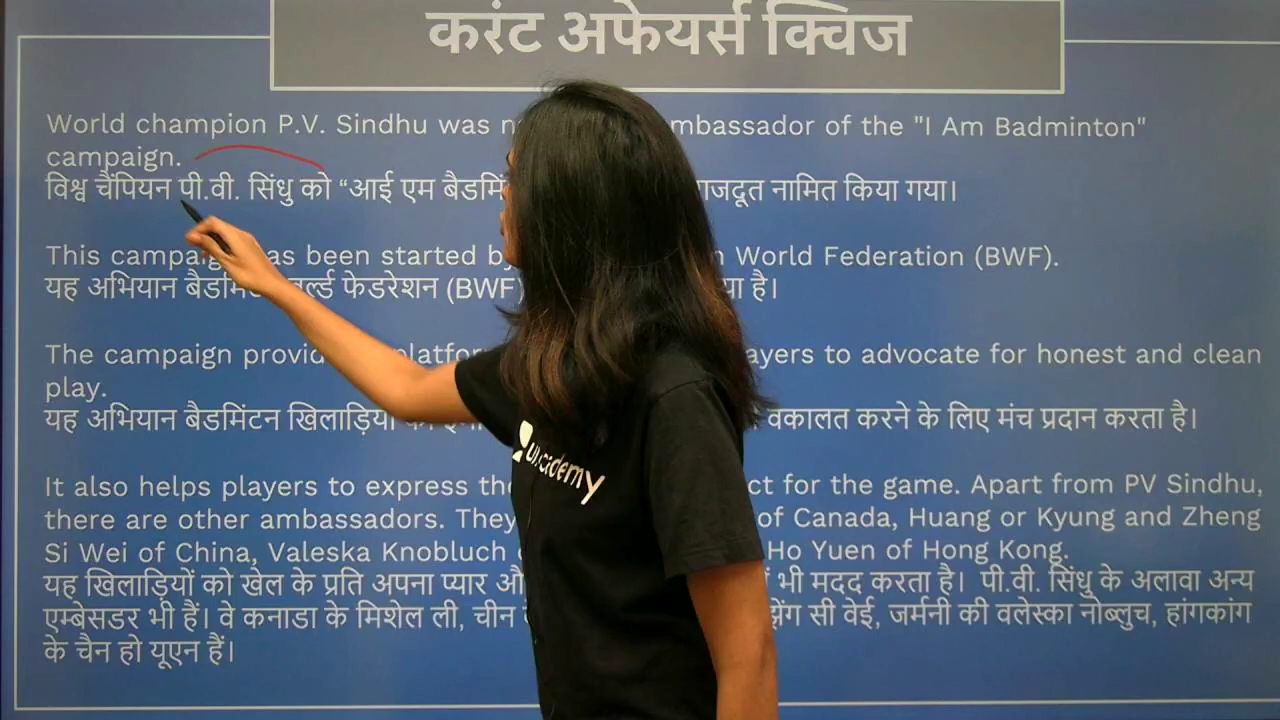 करंट अफेयर्स क्विज
World champion P.V. Sindhu was mbassador of the "I Am Badminton"
campaign.
विश्व चैंपियन पी.वी. सिंधु को “आई एम बैडमिं ाजदूत नामित किया गया।
This campaig has been started by World Federation (BWF).
यह अभियान बैडमिंट वर्ल्ड फेडरेशन (BWF) या है।
The campaign provid platfor ayers to advocate for honest and clean
play.
यह अभियान बैडमिंटन खिलाड़िय वकालत करने के लिए मंच प्रदान करता है।
It also helps players to express the ct for the game. Apart from PV Sindhu,
there are other ambassadors. They of Canada, Huang or Kyung and Zheng
Si Wei of China, Valeska Knobluch Ho Yuen of Hong Kong.
यह खिलाड़ियों को खेल के प्रति अपना प्यार औ भी मदद करता है। पी.वी. सिंधु के अलावा अन्य
एम्बेसडर भी हैं। वे कनाडा के मिशेल ली, चीन झेंग सी वेई, जर्मनी की वलेस्का नोब्लुच, हांगकांग
के चैन हो यूएन हैं।
unacademy